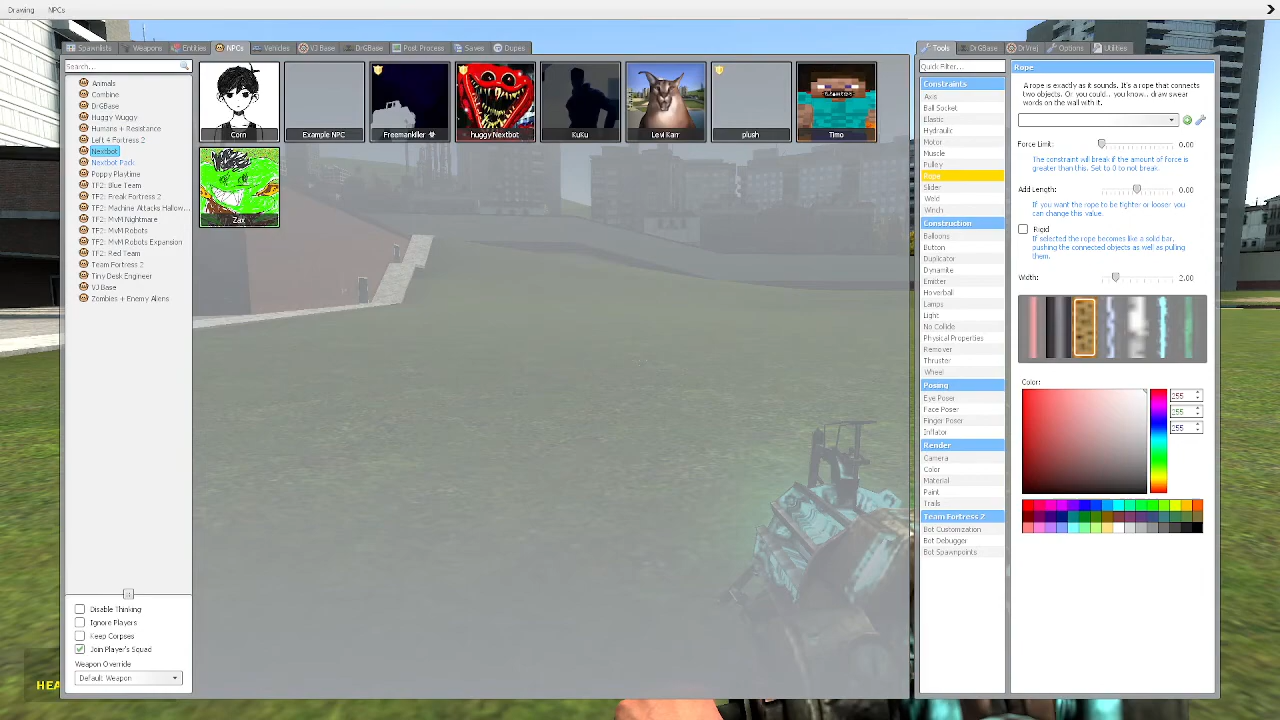 Drawing NPCs
Spawnlists Weapons Entities NPCs Vehicles VJ Base DrGBase Post Process Saves Dupes
Search...
Animals
Combine
DrGBase
Huggy Wuggy
Humans + Resistance
Left 4 Fortress 2
Nextbot
Nextbot Pack
Poppy Playtime
TF2: Blue Team
TF2: Freak Fortress 2
TF2: Machine Attacks Hallow...
TF2: MvM Nightmare
TF2: MvM Robots
TF2: MvM Robots Expansion
TF2: Red Team
Team Fortress 2
Tiny Desk Engineer
VJ Base
Zombies + Enemy Aliens
Disable Thinking
Ignore Players
Keep Corpses
Join Player's Squad
Weapon Override
Default Weapon
HEA
Corn
Example NPC
Freemankiller
huggy Nextbot
KuKu
Levi Karr
plush
Timo
Zax
Tools DrGBase (Drive) Options Utilities
Quick Filter...
Constraints
Axis
Ball Socket
Elastic
Hydraulic
Motor
Muscle
Pulley
Rope
Slider
Weld
Winch
Construction
Balloons
Button
Duplicator
Dynamite
Emitter
Hoverball
Lamps
Light
No Collide
Physical Properties
Remover
Thruster
Wheel
Posing
Eye Poser
Face Poser
Finger Poser
Inflator
Render
Camera
Color
Material
Paint
Trails
Team Fortress 2
Bot Customization
Bot Debugger
Bot Spawnpoints
Rope
A rope is exactly as it sounds. It's a rope that connects
two objects. Or you could... you could.. draw swear
words on the wall with it.
Force Limit: 0.00
The constraint will break if the amount of force is
greater than this. Set to 0 to not break.
Add Length: 0.00
If you want the rope to be tighter or looser you
can change this value.
Rigid
If selected the rope becomes like a solid bar,
pushing the connected objects as well as pulling
them.
Width: 2.00
Color:
255
255
255